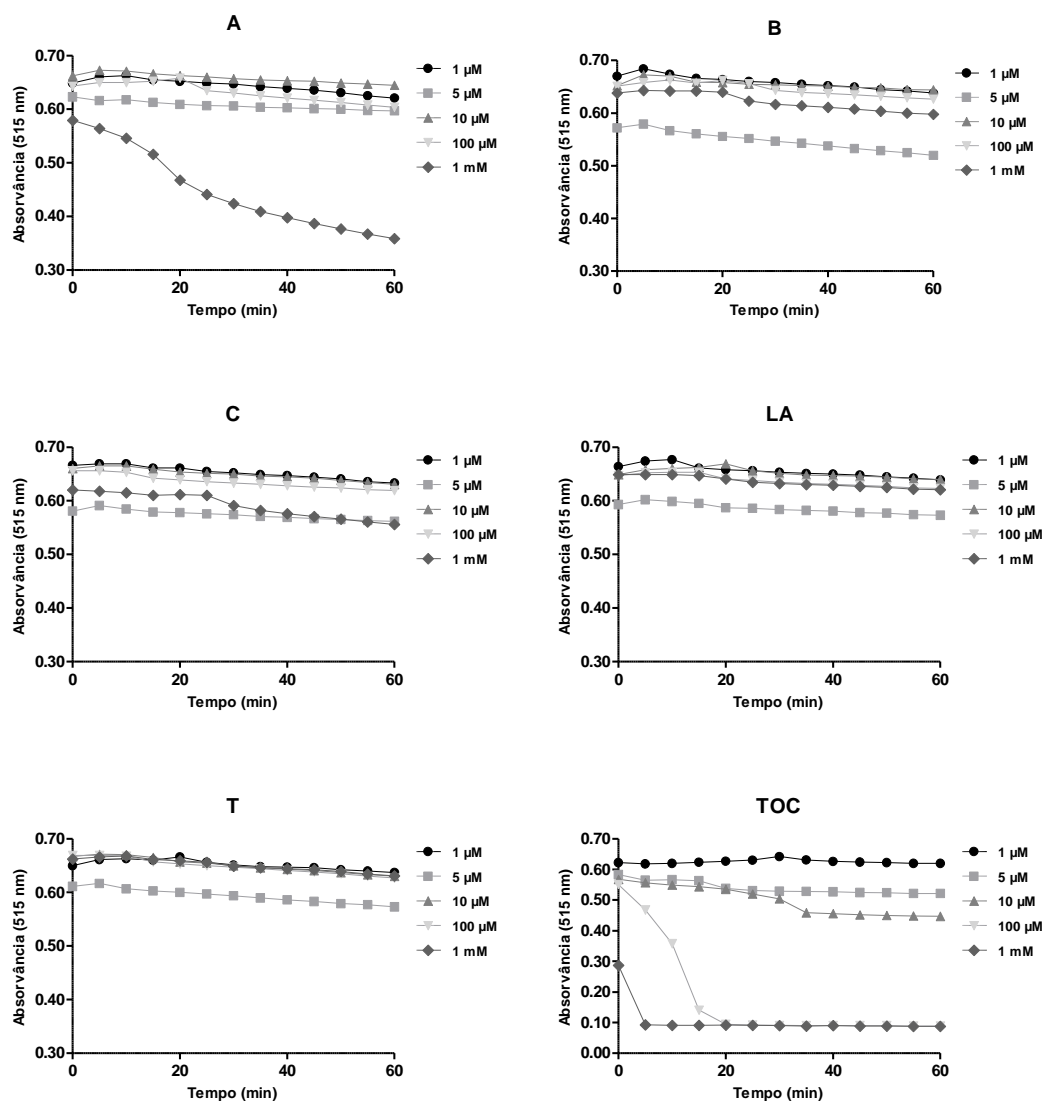 A
0.70
0.60
0.50
0.40
0.30
0
20
40
60
Absorvância (515 nm)
Tempo (min)
1 µM
5 µM
10 µM
100 µM
1 mM
B
0.70
0.60
0.50
0.40
0.30
0
20
40
60
Absorvância (515 nm)
Tempo (min)
1 µM
5 µM
10 µM
100 µM
1 mM
C
0.70
0.60
0.50
0.40
0.30
0
20
40
60
Absorvância (515 nm)
Tempo (min)
1 µM
5 µM
10 µM
100 µM
1 mM
LA
0.70
0.60
0.50
0.40
0.30
0
20
40
60
Absorvância (515 nm)
Tempo (min)
1 µM
5 µM
10 µM
100 µM
1 mM
T
0.70
0.60
0.50
0.40
0.30
0
20
40
60
Absorvância (515 nm)
Tempo (min)
1 µM
5 µM
10 µM
100 µM
1 mM
TOC
0.70
0.60
0.50
0.40
0.30
0.20
0.10
0.00
0
20
40
60
Absorvância (515 nm)
Tempo (min)
1 µM
5 µM
10 µM
100 µM
1 mM